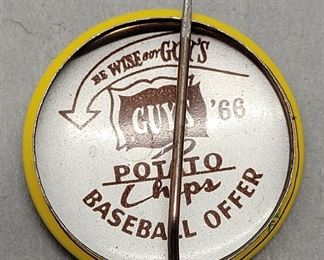 BE WISE BUY GUY'S
GUY'S '66
POTATO
Chips
BASEBALL OFFER